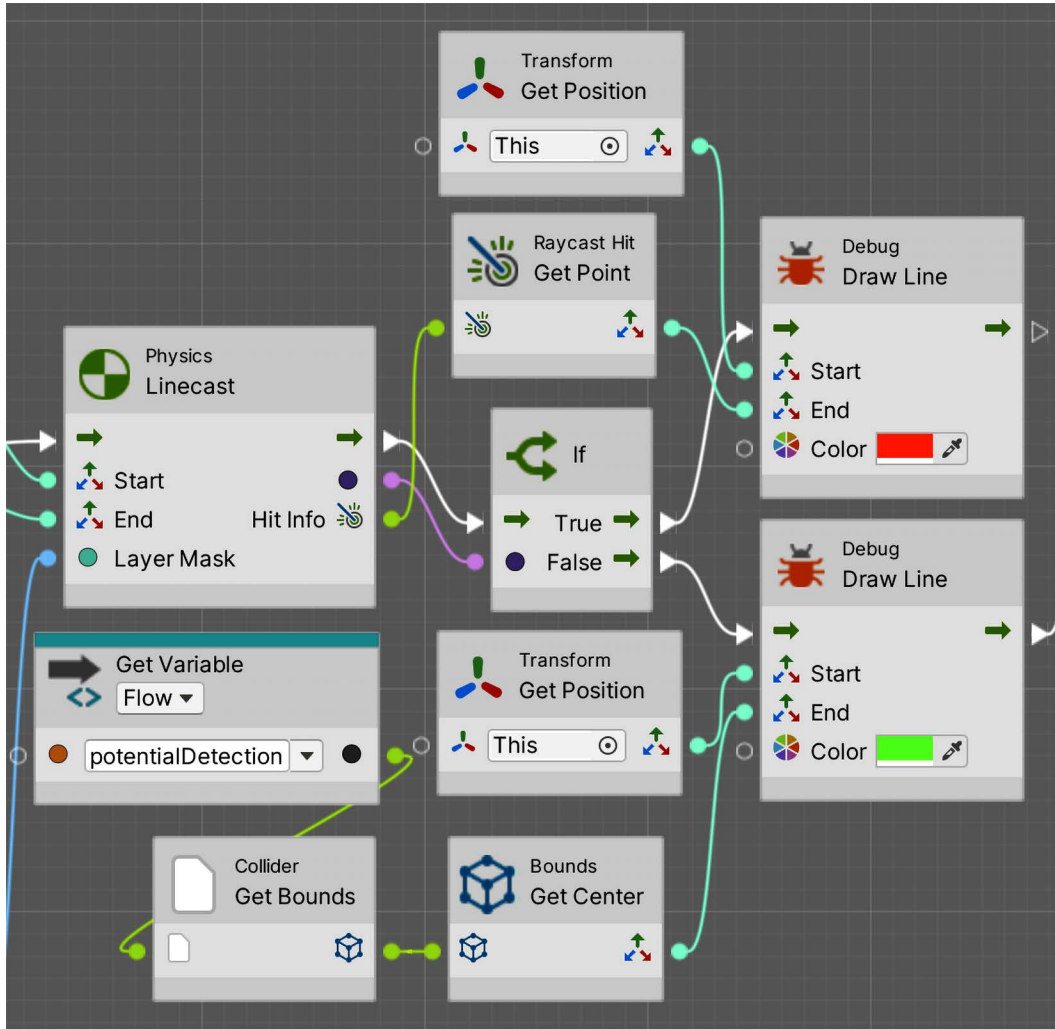 Transform
Get Position
This
Raycast Hit
Get Point
Debug
Draw Line
Start
End
Color
Physics
Linecast
Start
End
Hit Info
Layer Mask
If
True
False
Debug
Draw Line
Start
End
Color
Get Variable
Flow
potentialDetection
Transform
Get Position
This
Collider
Get Bounds
Bounds
Get Center